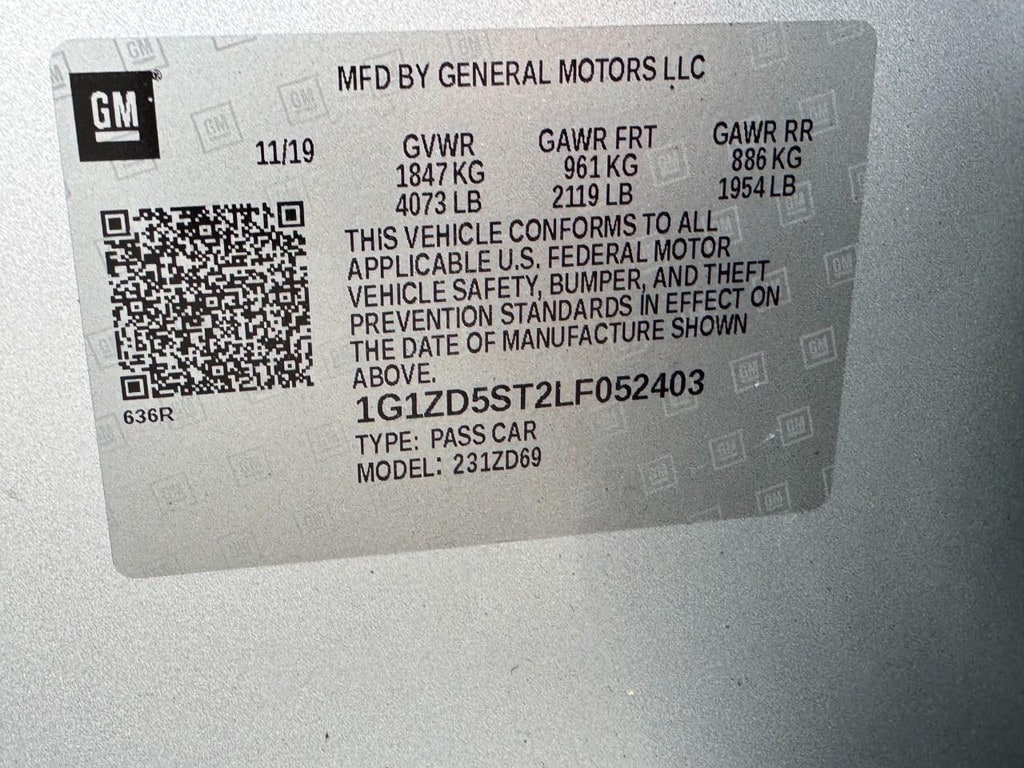 MFD BY GENERAL MOTORS LLC
GM
11/19
GVWR GAWR FRT GAWR RR
1847 KG 961 KG 886 KG
4073 LB 2119 LB 1954 LB
THIS VEHICLE CONFORMS TO ALL
APPLICABLE U.S. FEDERAL MOTOR
VEHICLE SAFETY, BUMPER, AND THEFT
PREVENTION STANDARDS IN EFFECT ON
THE DATE OF MANUFACTURE SHOWN
ABOVE.
1G1ZD5ST2LF052403
636R
TYPE: PASS CAR
MODEL: 231ZD69